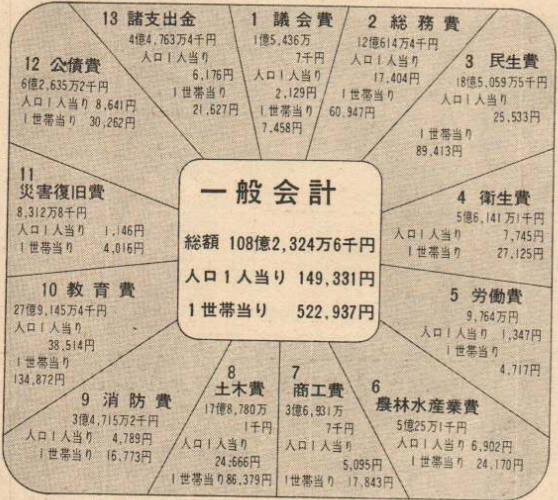 13 諸支出金
4億4,763万4千円
人口1人当り
6,176円
1世帯当り
21,627円
1 議会費
1億5,436万
7千円
人口1人当り
2,129円
1世帯当り
7,458円
2 総務費
12億614万4千円
人口1人当り
17,404円
1世帯当り
60,947円
3 民生費
18億5,059万5千円
人口1人当り
25,533円
1世帯当り
89,413円
4 衛生費
5億6,141万1千円
人口1人当り 7,745円
1世帯当り 27,125円
5 労働費
9,764万円
人口1人当り 1,347円
1世帯当り
4,717円
6
農林水産業費
5億25万1千円
人口1人当り 6,902円
1世帯当り 24,170円
7
商工費
3億6,931万
7千円
人口1人当り
5,095円
1世帯当り 17,843円
8
土木費
17億8,780万
1千円
人口1人当り
24,666円
1世帯当り86,379円
9 消防費
3億4,715万2千円
人口1人当り 4,789円
1世帯当り 16,773円
10 教育費
27億9,145万4千円
人口1人当り
38,514円
1世帯当り
134,872円
11
災害復旧費
8,312万8千円
人口1人当り 1,146円
1世帯当り 4,016円
12 公債費
6億2,635万2千円
人口1人当り 8,641円
1世帯当り 30,262円
一般会計
総額 108億2,324万6千円
人口1人当り 149,331円
1世帯当り 522,937円